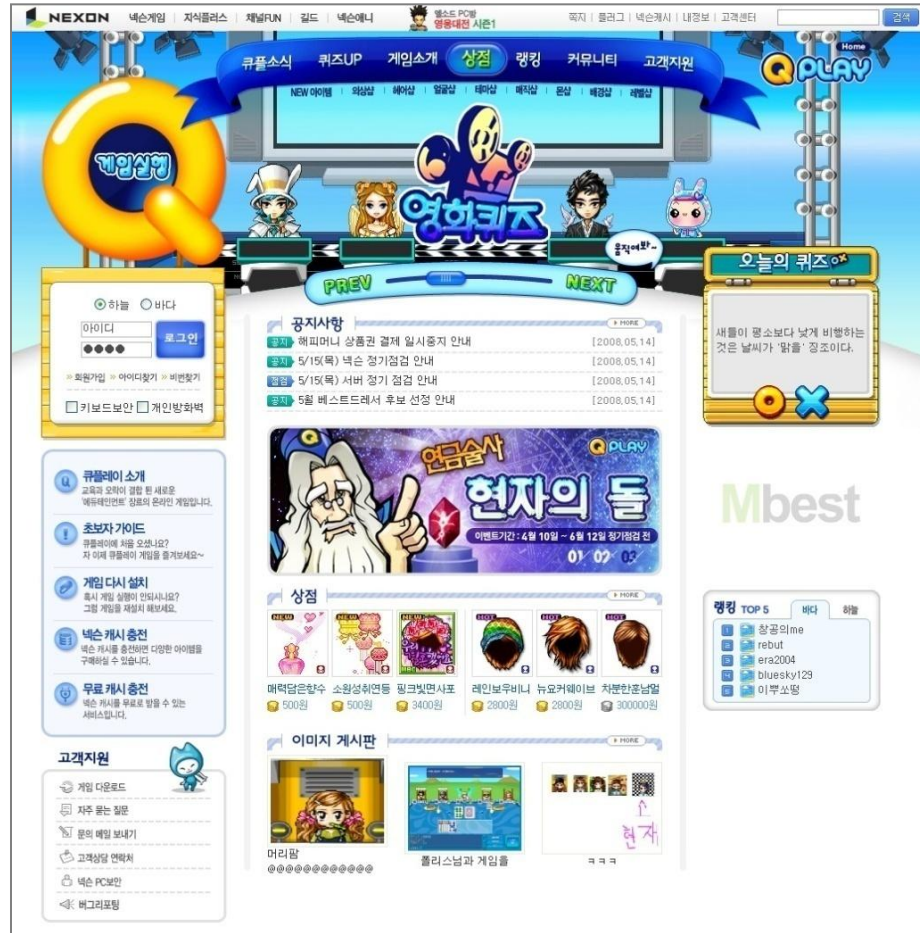 NEXON 넥슨게임 지식플러스 채널FUN 길드 넥슨애니
엘소드 PC방
영웅대전 시즌1
쪽지 플러그 넥슨캐시 내정보 고객센터
검색
큐플소식 퀴즈UP 게임소개 상점 랭킹 커뮤니티 고객지원
Home
Q PLAY
NEW 아이템 의상샵 헤어샵 얼굴샵 테마샵 매직샵 몬샵 배경샵 레벨샵
게임실행
영화퀴즈
움직여봐~
PREV NEXT
하늘 바다
아이디
로그인
회원가입 아이디찾기 비번찾기
키보드보안 개인방화벽
공지사항 MORE
공지 해피머니 상품권 결제 일시중지 안내 [2008.05.14]
공지 5/15(목) 넥슨 정기점검 안내 [2008.05.14]
점검 5/15(목) 서버 정기 점검 안내 [2008.05.14]
공지 5월 베스트드레서 후보 선정 안내 [2008.05.14]
오늘의 퀴즈 OX
새들이 평소보다 낮게 비행하는
것은 날씨가 '맑을' 징조이다.
큐플레이 소개
교육과 오락이 결합 된 새로운
'에듀테인먼트' 장르의 온라인 게임입니다.
초보자 가이드
큐플레이에 처음 오셨나요?
자 이제 큐플레이 게임을 즐겨보세요~
게임 다시 설치
혹시 게임 실행이 안되시나요?
그럼 게임을 재설치 해보세요.
넥슨 캐시 충전
넥슨 캐시를 충전하면 다양한 아이템을
구매하실 수 있습니다.
무료 캐시 충전
넥슨 캐시를 무료로 받을 수 있는
서비스입니다.
연금술사
Q PLAY
현자의 돌
이벤트기간 : 4월 10일 ~ 6월 12일 정기점검 전
01 02 03
Mbest
상점 MORE
NEW NEW NEW HOT HOT HOT
매력담은향수 소원성취연등 핑크빛면사포 레인보우비니 뉴요커웨이브 차분한훈남멀
500원 500원 3400원 2800원 2800원 300000원
랭킹 TOP 5 바다 하늘
1 창공의me
2 rebut
3 era2004
4 bluesky129
5 이뿌쏘떵
이미지 게시판 MORE
현자
머리팜
@@@@@@@@@@@@
폴리스님과 게임을
ㅋㅋㅋ
고객지원
게임 다운로드
자주 묻는 질문
문의 메일 보내기
고객상담 연락처
넥슨 PC보안
버그리포팅